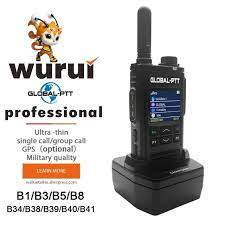 wurui
GLOBAL-PTT
professional
Ultra -thin
single call/group call
GPS (optional)
Military quality
LEARN MORE
B1/B3/B5/B8
B34/B38/B39/B40/B41
GLOBAL-PTT